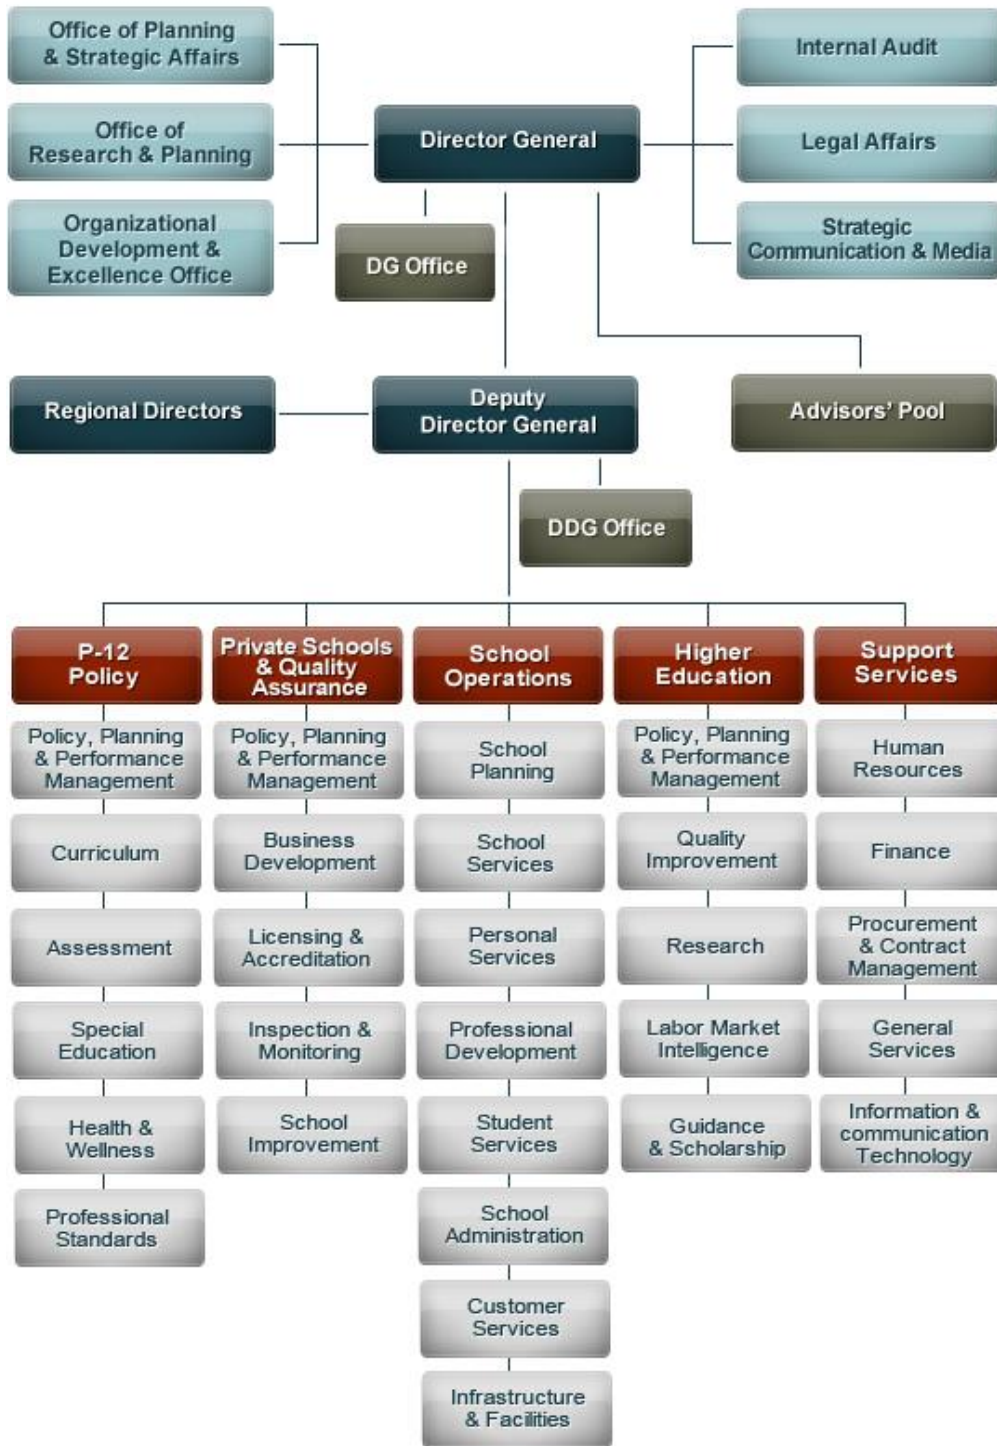 Office of Planning
& Strategic Affairs
Internal Audit
Office of
Research & Planning
Director General
Legal Affairs
Organizational
Development &
Excellence Office
DG Office
Strategic
Communication & Media
Regional Directors
Deputy
Director General
Advisors’ Pool
DDG Office
P-12
Policy
Private Schools
& Quality
Assurance
School
Operations
Higher
Education
Support
Services
Policy, Planning
& Performance
Management
Policy, Planning
& Performance
Management
School
Planning
Policy, Planning
& Performance
Management
Human
Resources
Curriculum
Business
Development
School
Services
Quality
Improvement
Finance
Assessment
Licensing &
Accreditation
Personal
Services
Research
Procurement
& Contract
Management
Special
Education
Inspection &
Monitoring
Professional
Development
Labor Market
Intelligence
General
Services
Health &
Wellness
School
Improvement
Student
Services
Guidance
& Scholarship
Information &
communication
Technology
Professional
Standards
School
Administration
Customer
Services
Infrastructure
& Facilities